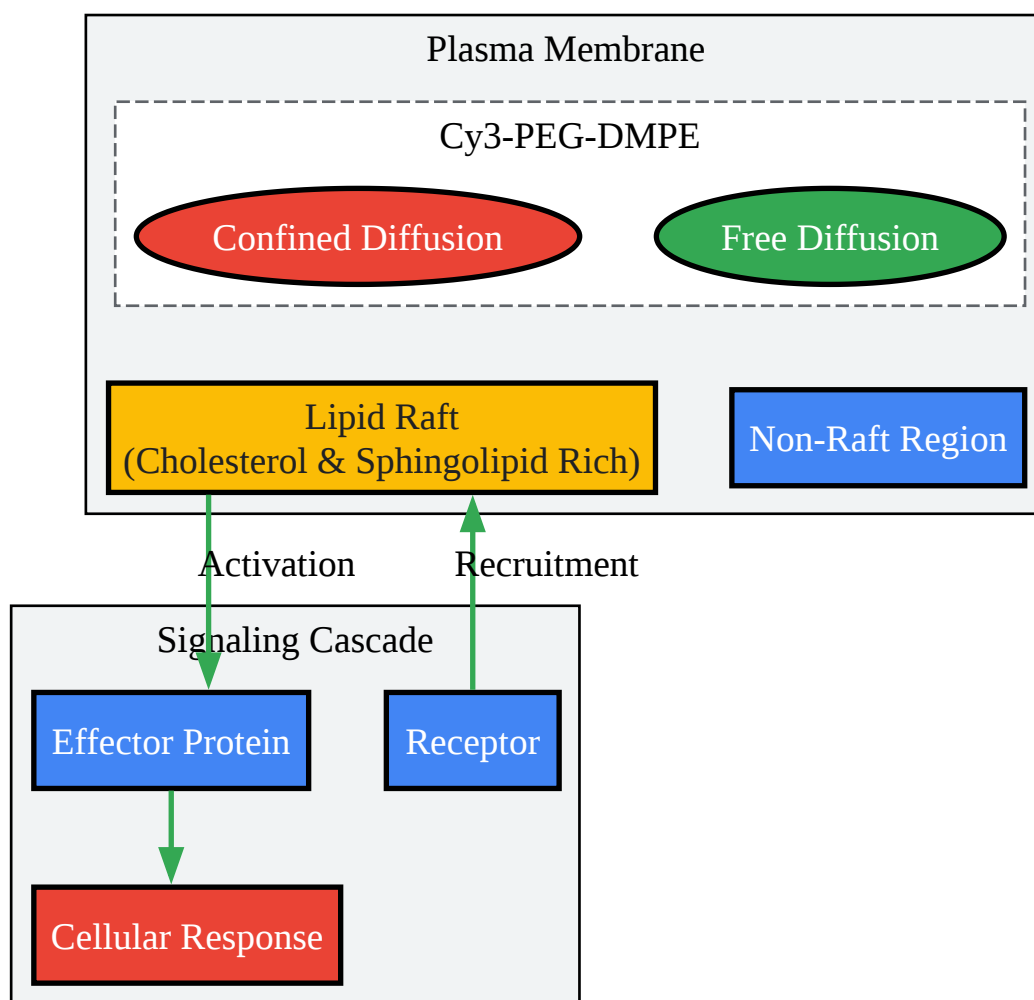 Plasma Membrane
Cy3-PEG-DMPE
Confined Diffusion
Free Diffusion
Lipid Raft
(Cholesterol & Sphingolipid Rich)
Non-Raft Region
Activation
Recruitment
Signaling Cascade
Effector Protein
Receptor
Cellular Response